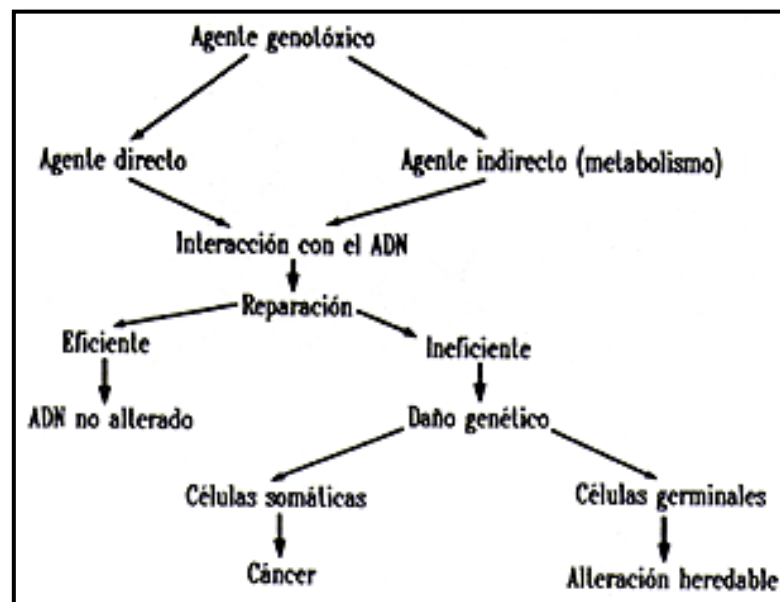 Agente genotóxico
Agente directo
Agente indirecto (metabolismo)
Interacción con el ADN
Reparación
Eficiente
Ineficiente
ADN no alterado
Daño genético
Células somáticas
Células germinales
Cáncer
Alteración heredable